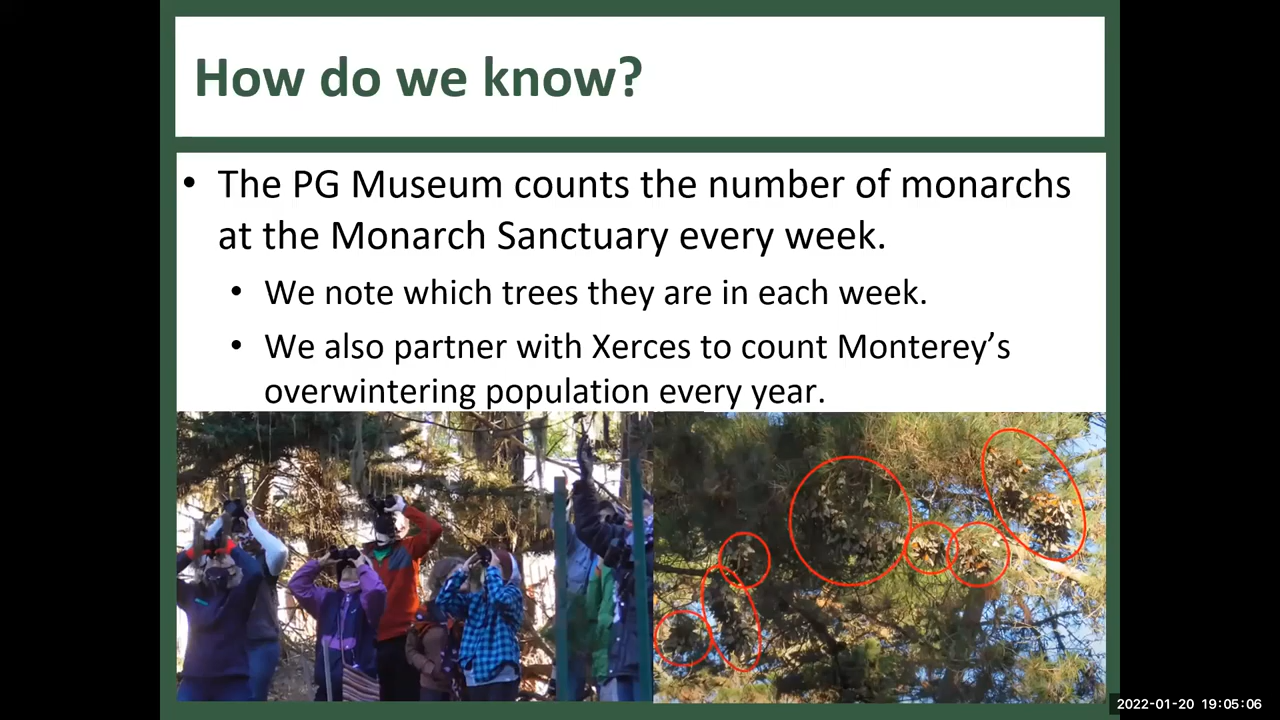 How do we know?
• The PG Museum counts the number of monarchs
at the Monarch Sanctuary every week.
• We note which trees they are in each week.
• We also partner with Xerces to count Monterey’s
overwintering population every year.
2022-01-20 19:05:06